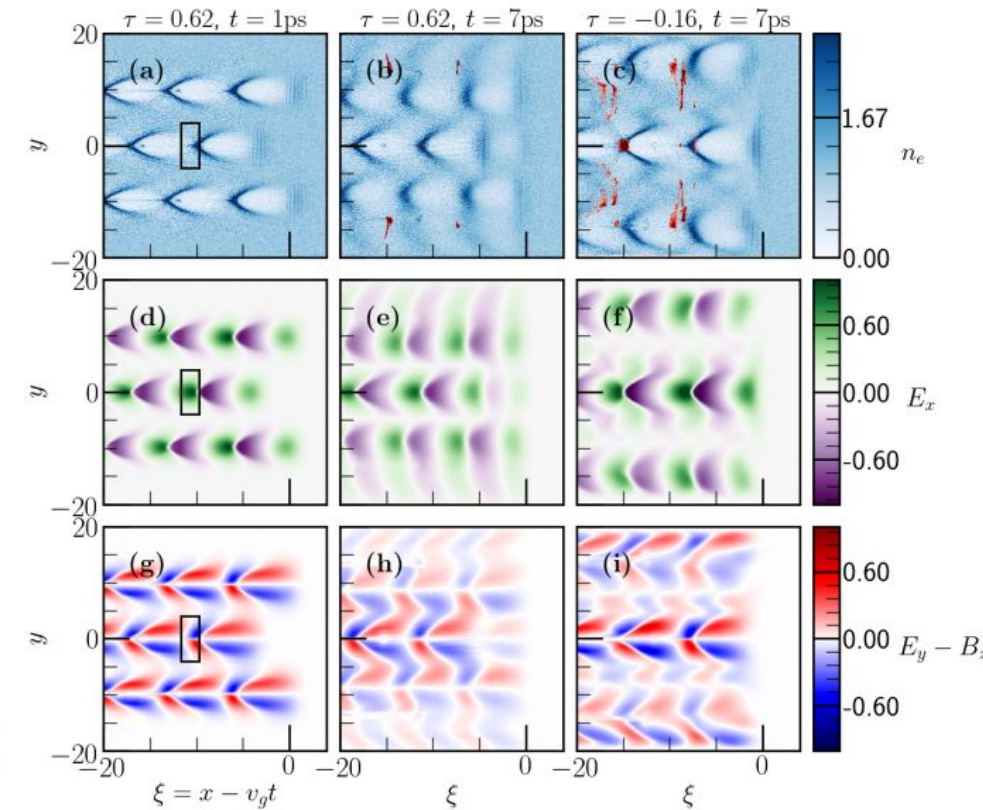 τ = 0.62, t = 1ps τ = 0.62, t = 7ps τ = −0.16, t = 7ps
20
(a) (b) (c)
y 0
1.67
n_e
−20
0.00
20
(d) (e) (f)
0.60
y 0
0.00
E_x
-0.60
−20
20
(g) (h) (i)
0.60
y 0
0.00
E_y − B_z
-0.60
−20
−20 0 −20 0 −20 0
ξ = x − v_g t ξ ξ